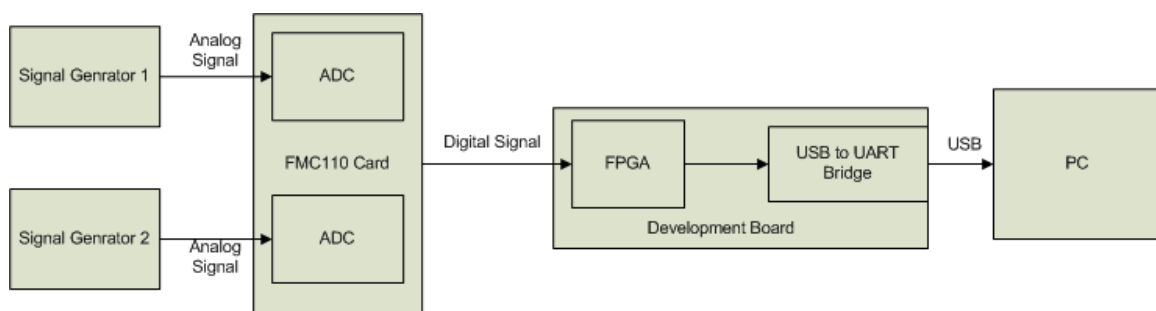 Signal Genrator 1
Analog
Signal
ADC
FMC110 Card
Signal Genrator 2
Analog
Signal
ADC
Digital Signal
FPGA
USB to UART
Bridge
Development Board
USB
PC